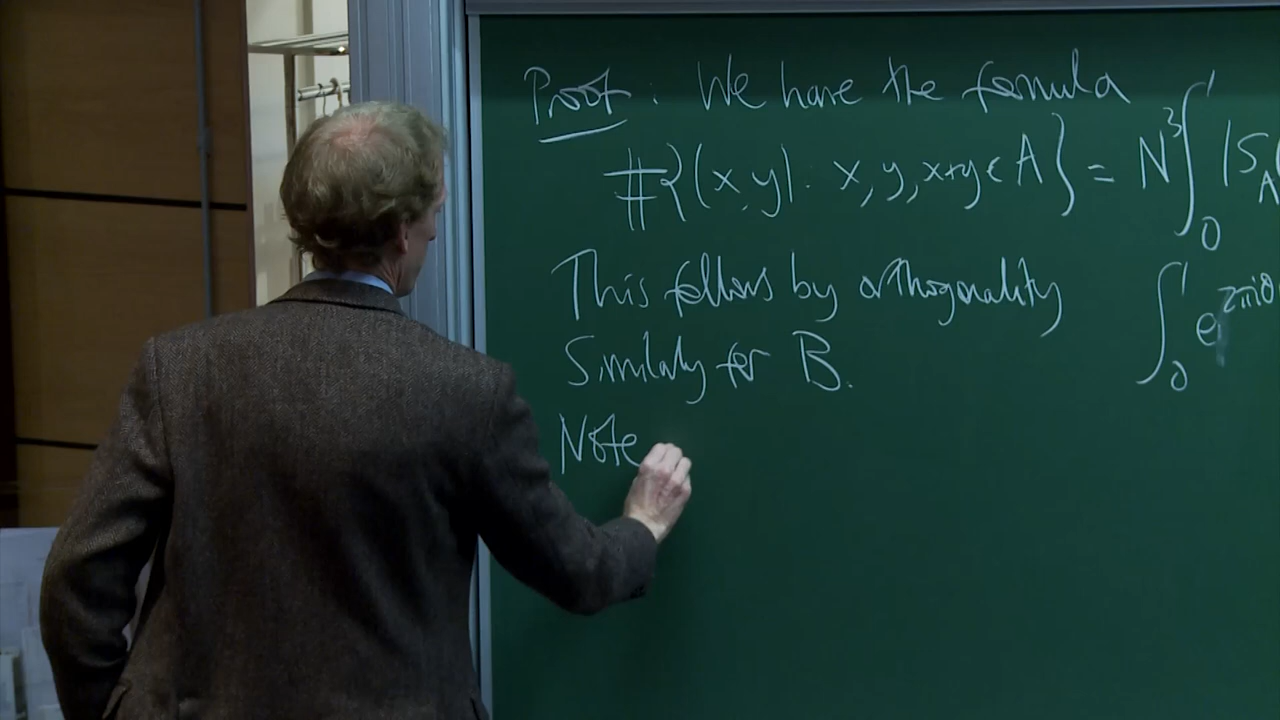 Proof : We have the formula
#{(x,y) : x, y, x+y ∈ A} = N³ ∫₀¹ |S_A(
This follows by orthogonality ∫₀¹ e^{2πiθ
Similarly for B.
Note